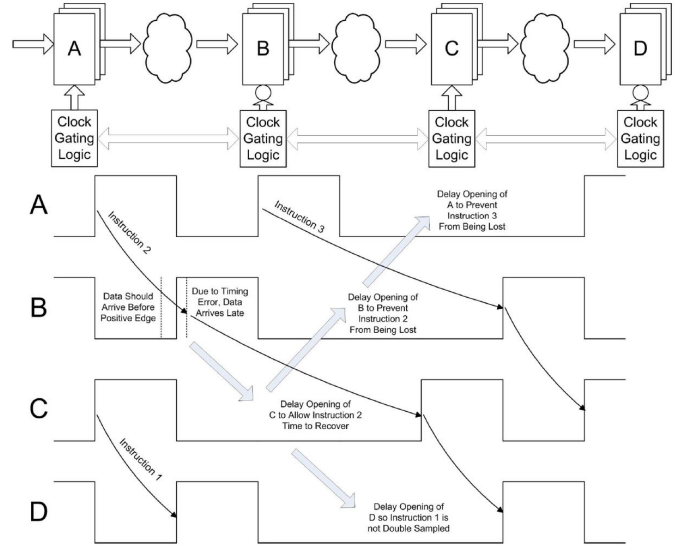 A
B
C
D
Clock
Gating
Logic
Clock
Gating
Logic
Clock
Gating
Logic
Clock
Gating
Logic
A
Instruction 2
Instruction 3
Delay Opening of
A to Prevent
Instruction 3
From Being Lost
B
Data Should
Arrive Before
Positive Edge
Due to Timing
Error, Data
Arrives Late
Delay Opening of
B to Prevent
Instruction 2
From Being Lost
C
Instruction 1
Delay Opening of
C to Allow Instruction 2
Time to Recover
D
Delay Opening of
D so Instruction 1 is
not Double Sampled